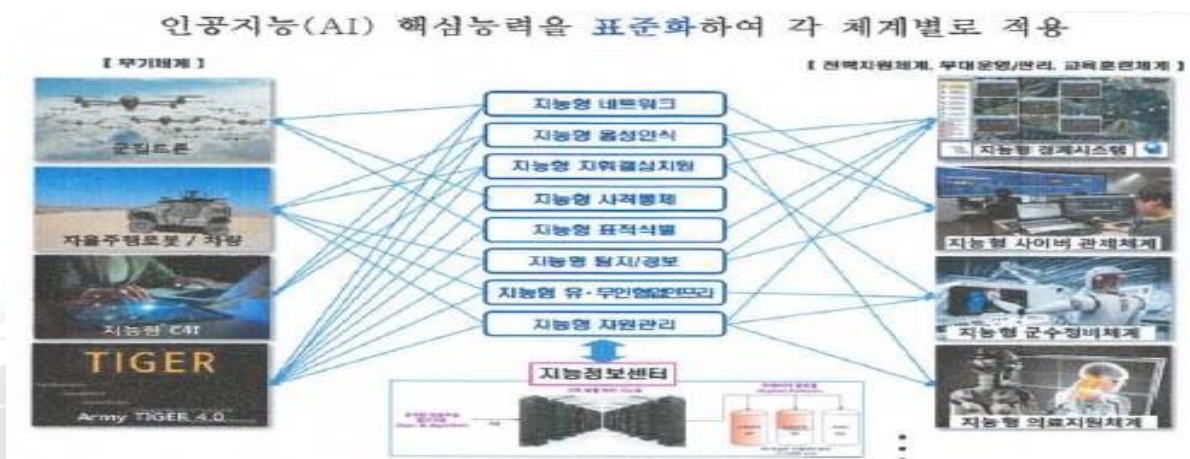 인공지능(AI) 핵심능력을 표준화하여 각 체계별로 적용
[ 무기체계 ]
[ 전력지원체계, 부대운영/관리, 교육훈련체계 ]
군집드론
자율주행로봇 / 차량
지능형 C4I
TIGER
Army TIGER 4.0
지능형 네트워크
지능형 음성인식
지능형 지휘결심지원
지능형 사격통제
지능형 표적식별
지능형 탐지/경보
지능형 유·무인협업인프라
지능형 자원관리
지능정보센터
지능형 경계시스템
지능형 사이버 관제체계
지능형 군수정비체계
지능형 의료지원체계